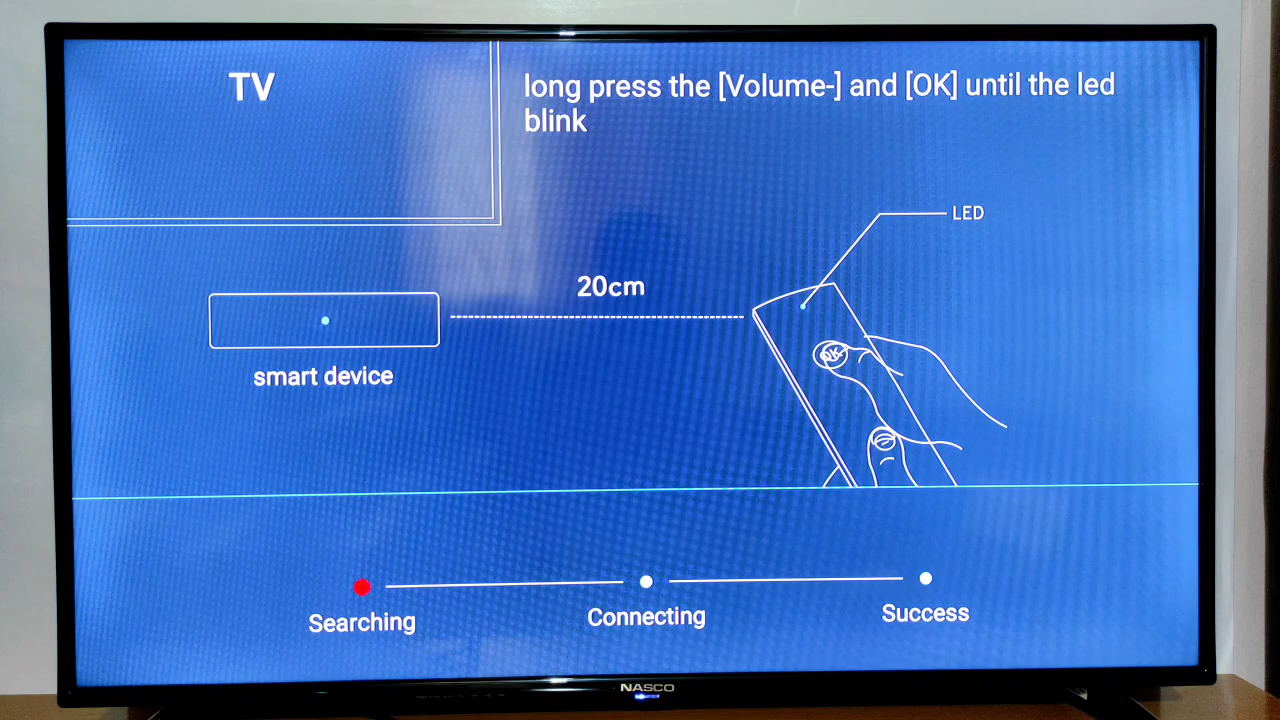 TV
long press the [Volume-] and [OK] until the led
blink
LED
20cm
OK
smart device
Searching
Connecting
Success
NASCO